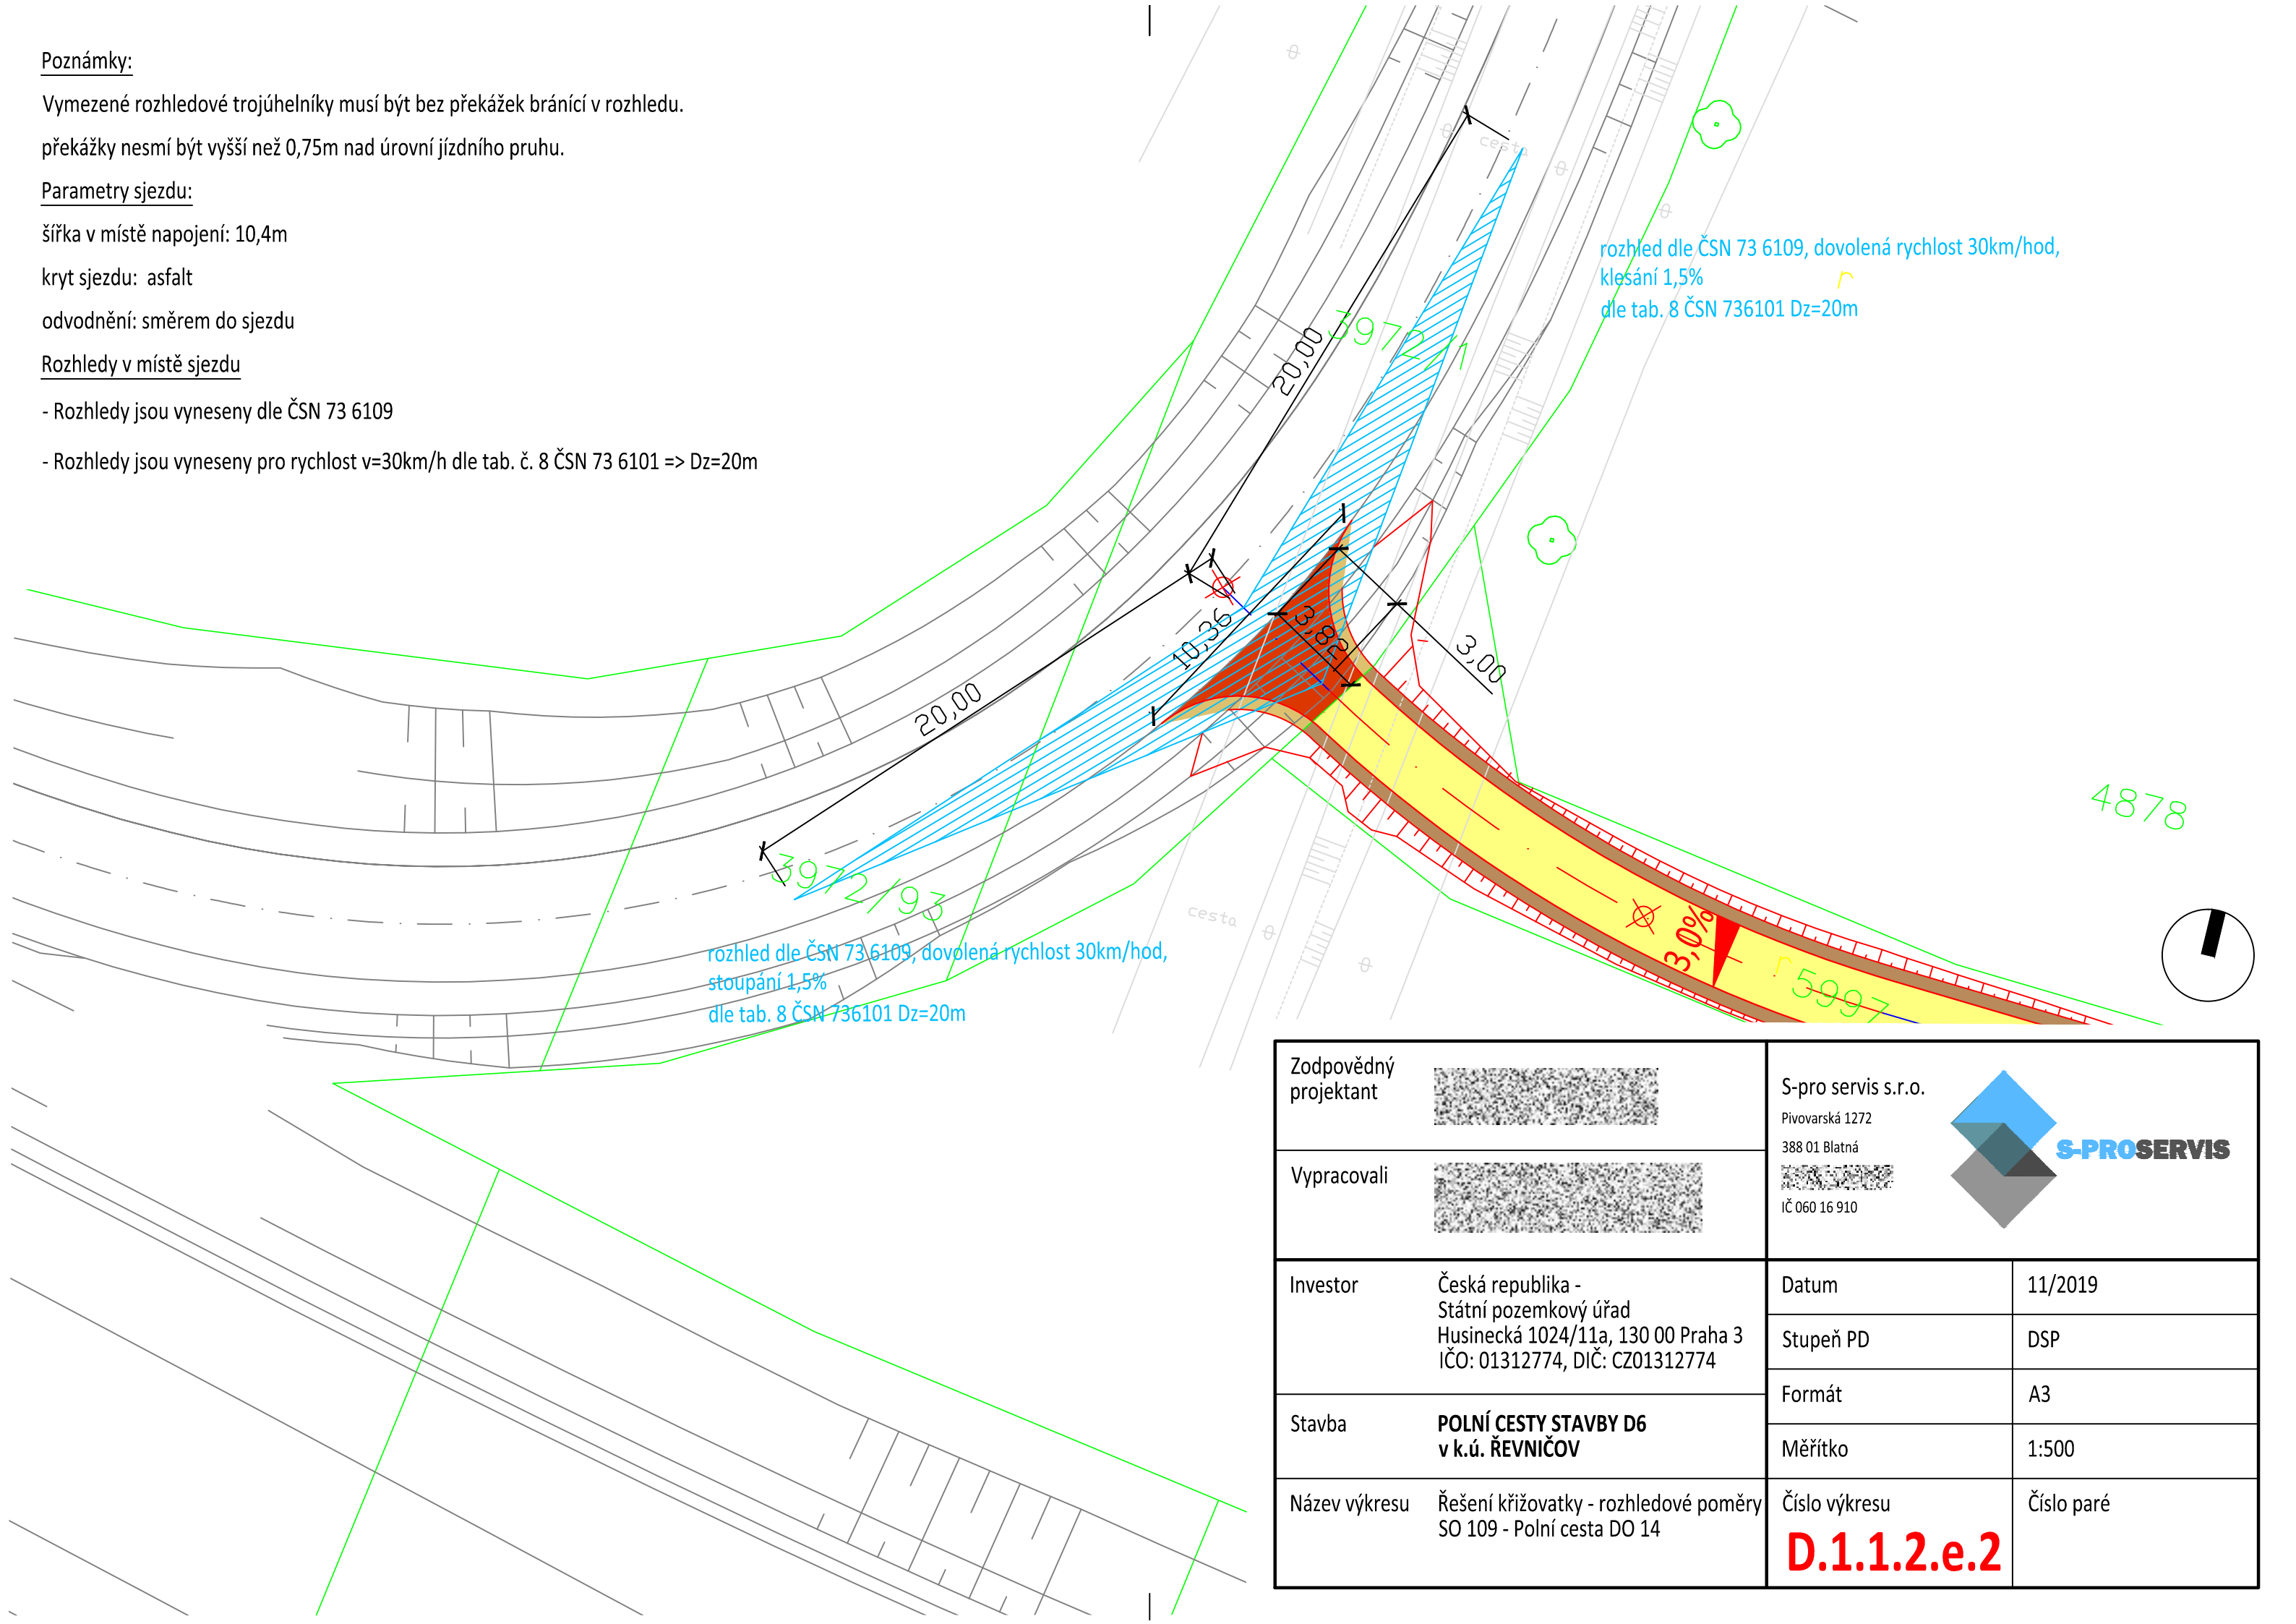 Poznámky:
Vymezené rozhledové trojúhelníky musí být bez překážek bránící v rozhledu.
překážky nesmí být vyšší než 0,75m nad úrovní jízdního pruhu.
Parametry sjezdu:
šířka v místě napojení: 10,4m
kryt sjezdu: asfalt
odvodnění: směrem do sjezdu
Rozhledy v místě sjezdu
- Rozhledy jsou vyneseny dle ČSN 73 6109
- Rozhledy jsou vyneseny pro rychlost v=30km/h dle tab. č. 8 ČSN 73 6101 => Dz=20m
cesta
rozhled dle ČSN 73 6109, dovolená rychlost 30km/hod,
klesání 1,5%
dle tab. 8 ČSN 736101 Dz=20m
r
3972/1
20,00
10,36
3,82
3,00
20,00
4878
3972/93
cesta
3,0%
r
5997
rozhled dle ČSN 73 6109, dovolená rychlost 30km/hod,
stoupání 1,5%
dle tab. 8 ČSN 736101 Dz=20m
Zodpovědný
projektant
Vypracovali
S-pro servis s.r.o.
Pivovarská 1272
388 01 Blatná
IČ 060 16 910
S-PROSERVIS
Investor
Česká republika -
Státní pozemkový úřad
Husinecká 1024/11a, 130 00 Praha 3
IČO: 01312774, DIČ: CZ01312774
Stavba
POLNÍ CESTY STAVBY D6
v k.ú. ŘEVNIČOV
Název výkresu
Řešení křižovatky - rozhledové poměry
SO 109 - Polní cesta DO 14
Datum
11/2019
Stupeň PD
DSP
Formát
A3
Měřítko
1:500
Číslo výkresu
D.1.1.2.e.2
Číslo paré